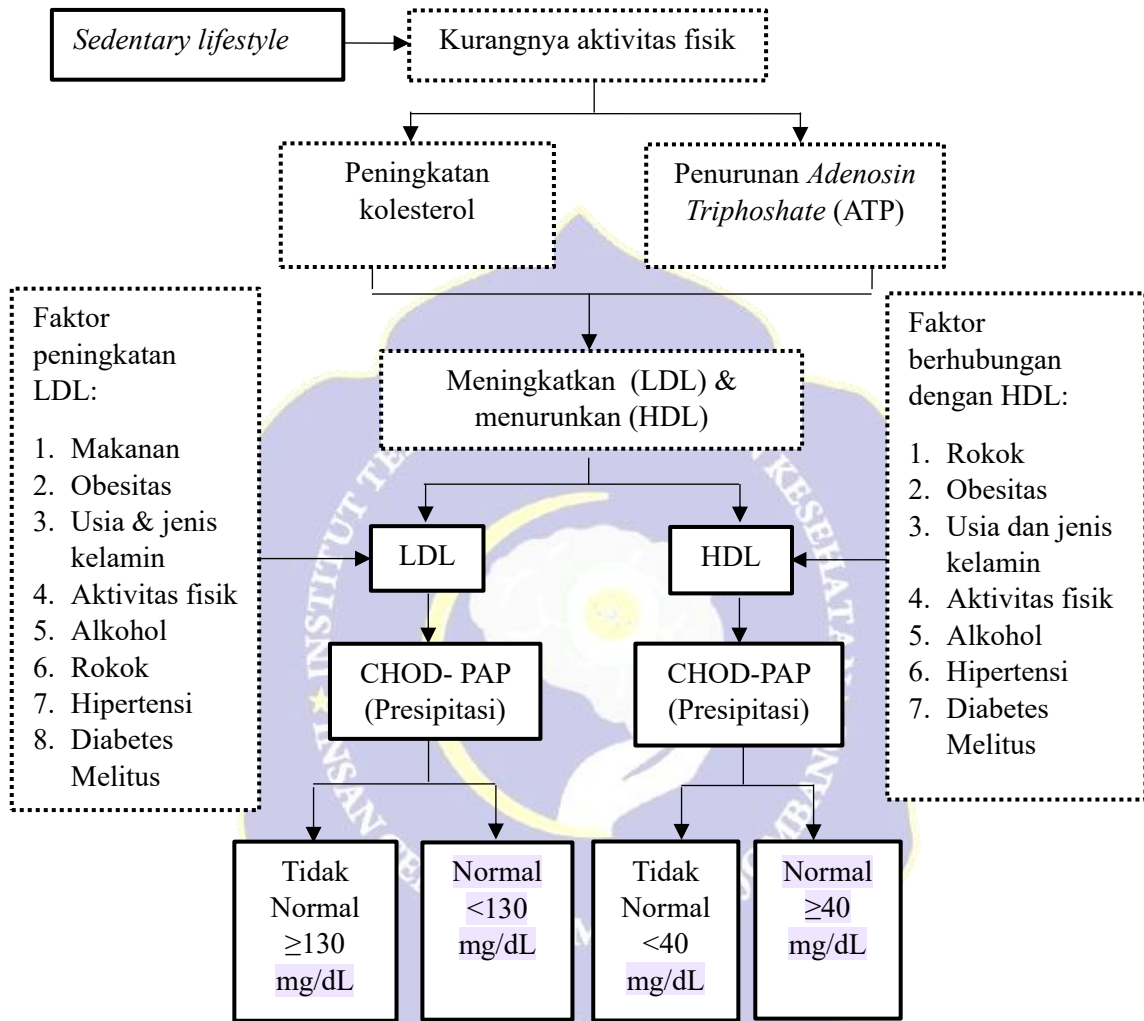 Sedentary lifestyle
Kurangnya aktivitas fisik
Peningkatan
kolesterol
Penurunan Adenosin
Triphoshate (ATP)
Faktor
peningkatan
LDL:
1. Makanan
2. Obesitas
3. Usia & jenis
kelamin
4. Aktivitas fisik
5. Alkohol
6. Rokok
7. Hipertensi
8. Diabetes
Melitus
Meningkatkan (LDL) &
menurunkan (HDL)
Faktor
berhubungan
dengan HDL:
1. Rokok
2. Obesitas
3. Usia dan jenis
kelamin
4. Aktivitas fisik
5. Alkohol
6. Hipertensi
7. Diabetes
Melitus
LDL
HDL
CHOD- PAP
(Presipitasi)
CHOD-PAP
(Presipitasi)
Tidak
Normal
≥130
mg/dL
Normal
<130
mg/dL
Tidak
Normal
<40
mg/dL
Normal
≥40
mg/dL
INSTITUT
KESEHATAN
INSAN